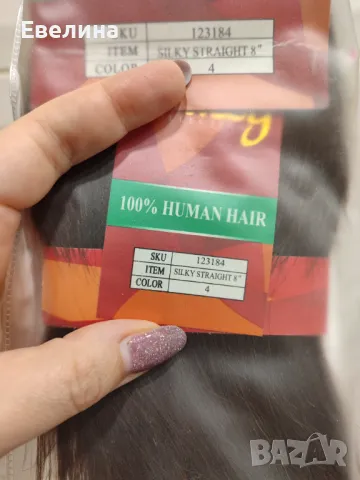 Евелина
SKU 123184
ITEM SILKY STRAIGHT 8"
COLOR 4
100% HUMAN HAIR
SKU 123184
ITEM SILKY STRAIGHT 8"
COLOR 4
BAZAR